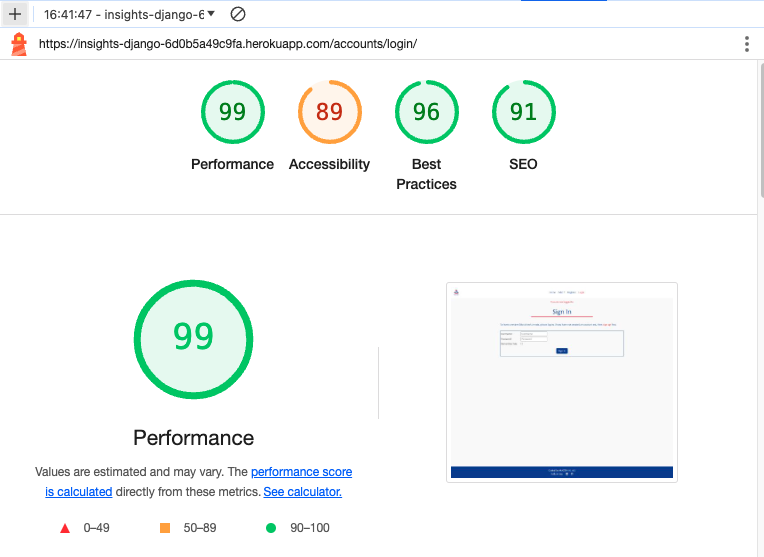 16:41:47 - insights-django-6
https://insights-django-6d0b5a49c9fa.herokuapp.com/accounts/login/
99 89 96 91
Performance Accessibility Best Practices SEO
99
Performance
Sign In
Values are estimated and may vary. The performance score
is calculated directly from these metrics. See calculator.
0–49 50–89 90–100